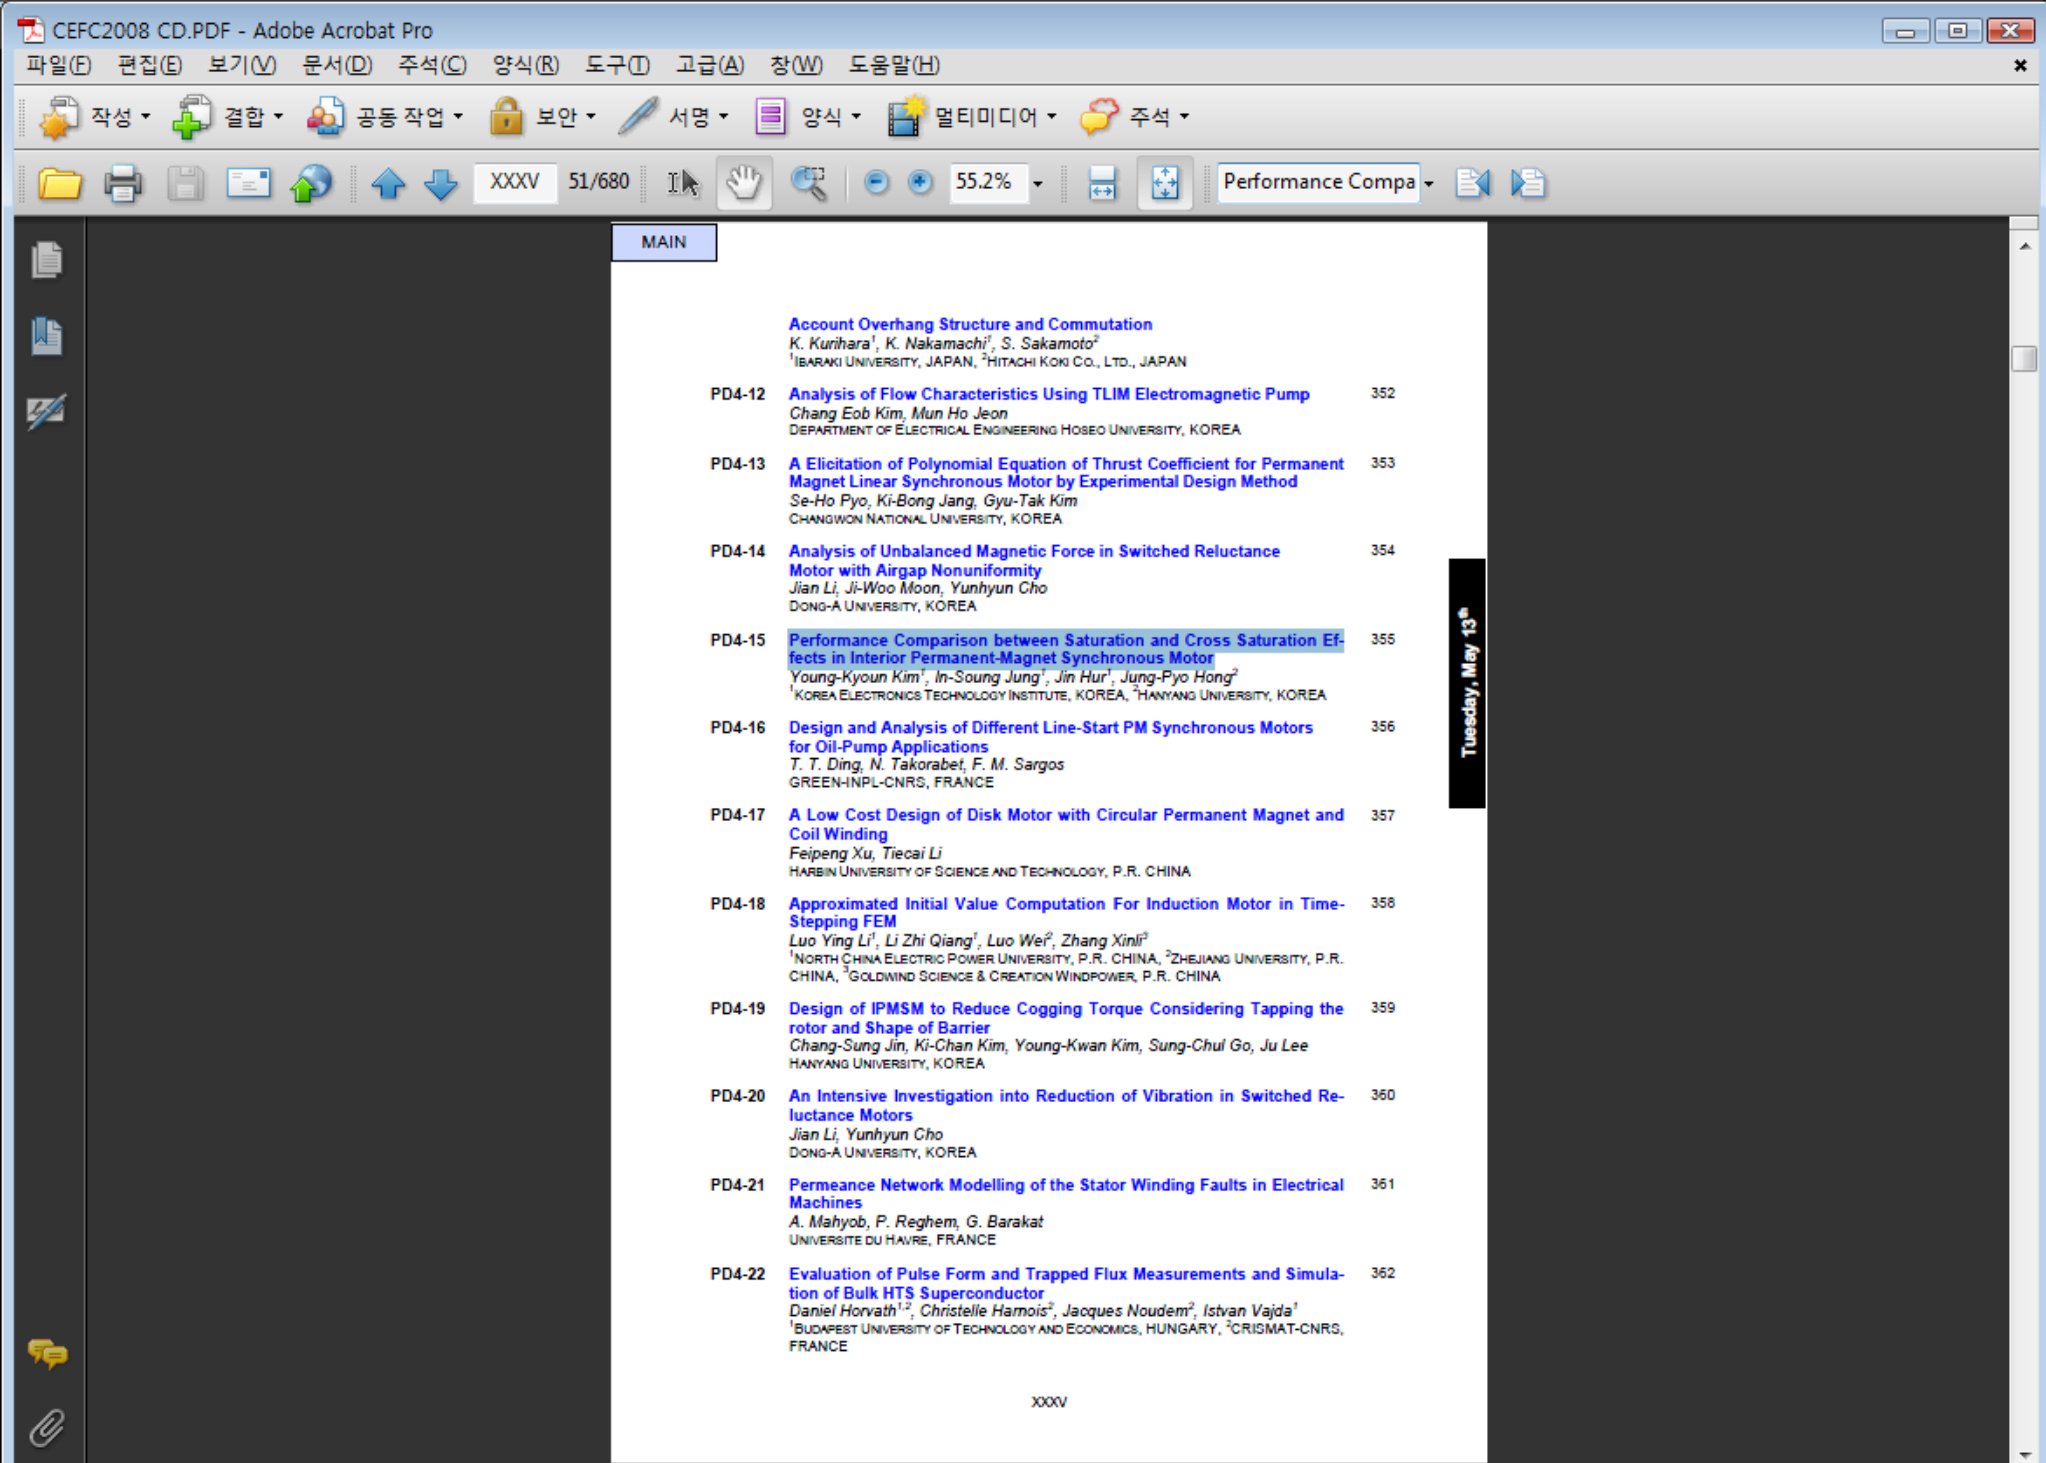 CEFC2008 CD.PDF - Adobe Acrobat Pro
파일(F) 편집(E) 보기(V) 문서(D) 주석(C) 양식(R) 도구(T) 고급(A) 창(W) 도움말(H)
작성 결합 공동 작업 보안 서명 양식 멀티미디어 주석
XXXV 51/680 55.2% Performance Compa
MAIN
Account Overhang Structure and Commutation
K. Kurihara¹, K. Nakamachi¹, S. Sakamoto²
¹IBARAKI UNIVERSITY, JAPAN, ²HITACHI KOKI CO., LTD., JAPAN
PD4-12 Analysis of Flow Characteristics Using TLIM Electromagnetic Pump 352
Chang Eob Kim, Mun Ho Jeon
DEPARTMENT OF ELECTRICAL ENGINEERING HOSEO UNIVERSITY, KOREA
PD4-13 A Elicitation of Polynomial Equation of Thrust Coefficient for Permanent 353
Magnet Linear Synchronous Motor by Experimental Design Method
Se-Ho Pyo, Ki-Bong Jang, Gyu-Tak Kim
CHANGWON NATIONAL UNIVERSITY, KOREA
PD4-14 Analysis of Unbalanced Magnetic Force in Switched Reluctance 354
Motor with Airgap Nonuniformity
Jian Li, Ji-Woo Moon, Yunhyun Cho
DONG-A UNIVERSITY, KOREA
PD4-15 Performance Comparison between Saturation and Cross Saturation Ef- 355
fects in Interior Permanent-Magnet Synchronous Motor
Young-Kyoun Kim¹, In-Soung Jung¹, Jin Hur¹, Jung-Pyo Hong²
¹KOREA ELECTRONICS TECHNOLOGY INSTITUTE, KOREA, ²HANYANG UNIVERSITY, KOREA
PD4-16 Design and Analysis of Different Line-Start PM Synchronous Motors 356
for Oil-Pump Applications
T. T. Ding, N. Takorabet, F. M. Sargos
GREEN-INPL-CNRS, FRANCE
PD4-17 A Low Cost Design of Disk Motor with Circular Permanent Magnet and 357
Coil Winding
Feipeng Xu, Tiecai Li
HARBIN UNIVERSITY OF SCIENCE AND TECHNOLOGY, P.R. CHINA
PD4-18 Approximated Initial Value Computation For Induction Motor in Time- 358
Stepping FEM
Luo Ying Li¹, Li Zhi Qiang¹, Luo Wei², Zhang Xinli³
¹NORTH CHINA ELECTRIC POWER UNIVERSITY, P.R. CHINA, ²ZHEJIANG UNIVERSITY, P.R.
CHINA, ³GOLDWIND SCIENCE & CREATION WINDPOWER, P.R. CHINA
PD4-19 Design of IPMSM to Reduce Cogging Torque Considering Tapping the 359
rotor and Shape of Barrier
Chang-Sung Jin, Ki-Chan Kim, Young-Kwan Kim, Sung-Chul Go, Ju Lee
HANYANG UNIVERSITY, KOREA
PD4-20 An Intensive Investigation into Reduction of Vibration in Switched Re- 360
luctance Motors
Jian Li, Yunhyun Cho
DONG-A UNIVERSITY, KOREA
PD4-21 Permeance Network Modelling of the Stator Winding Faults in Electrical 361
Machines
A. Mahyob, P. Reghem, G. Barakat
UNIVERSITE DU HAVRE, FRANCE
PD4-22 Evaluation of Pulse Form and Trapped Flux Measurements and Simula- 362
tion of Bulk HTS Superconductor
Daniel Horvath¹,², Christelle Harnois², Jacques Noudem², Istvan Vajda¹
¹BUDAPEST UNIVERSITY OF TECHNOLOGY AND ECONOMICS, HUNGARY, ²CRISMAT-CNRS,
FRANCE
Tuesday, May 13th
XXXV